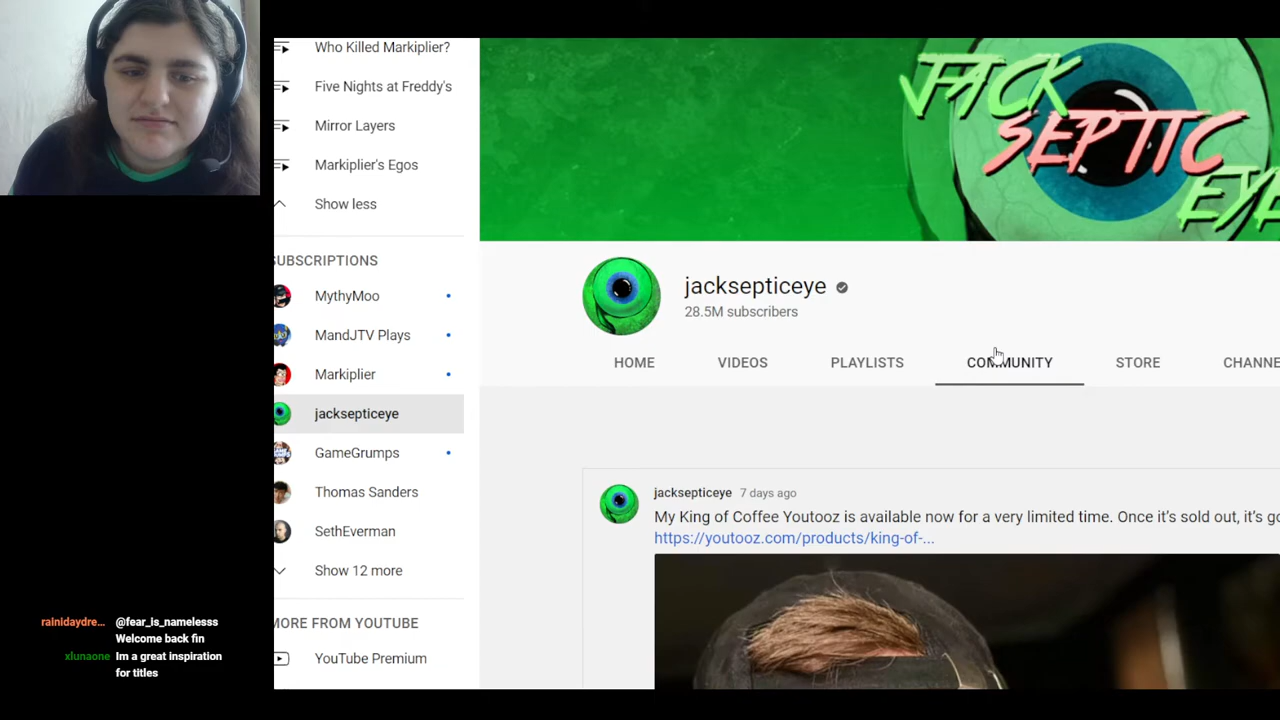 Who Killed Markiplier?
Five Nights at Freddy's
Mirror Layers
Markiplier's Egos
Show less
SUBSCRIPTIONS
MythyMoo
MandJTV Plays
Markiplier
jacksepticeye
GameGrumps
Thomas Sanders
SethEverman
Show 12 more
MORE FROM YOUTUBE
YouTube Premium
JACK
SEPTIC
EYE
jacksepticeye
28.5M subscribers
HOME VIDEOS PLAYLISTS COMMUNITY STORE CHANNE
jacksepticeye 7 days ago
My King of Coffee Youtooz is available now for a very limited time. Once it's sold out, it's go
https://youtooz.com/products/king-of-...
rainidaydre... @fear_is_namelesss
Welcome back fin
xlunaone Im a great inspiration
for titles